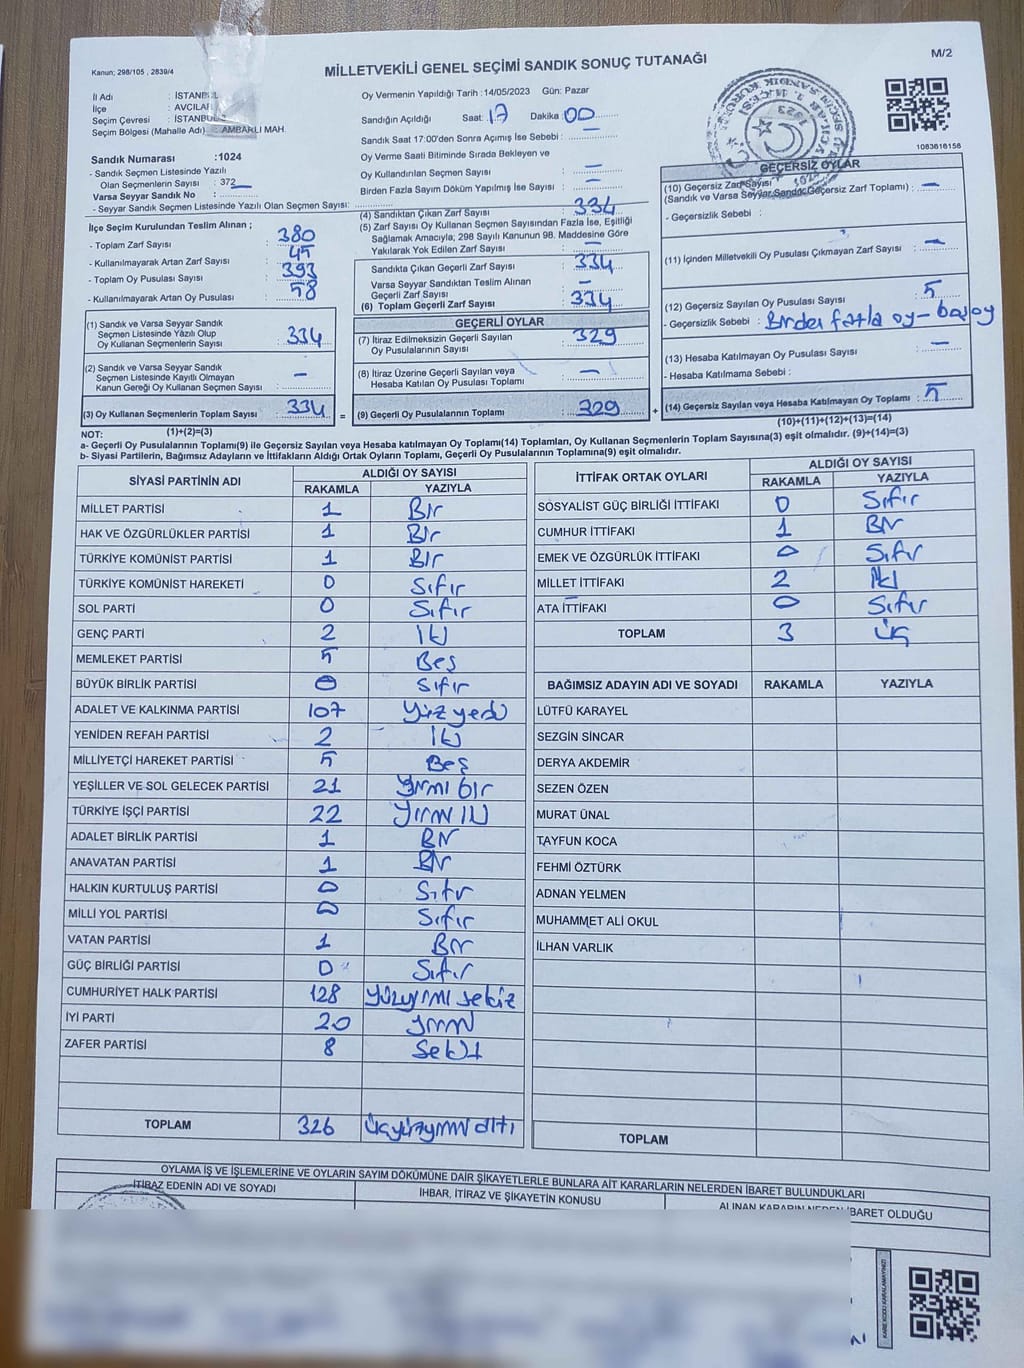 Kanun; 298/105 , 2839/4
MİLLETVEKİLİ GENEL SEÇİMİ SANDIK SONUÇ TUTANAĞI
M/2
İl Adı : İSTANBUL
İlçe : AVCILAR
Seçim Çevresi : İSTANBUL
Seçim Bölgesi (Mahalle Adı) : AMBARLI MAH.
Sandık Numarası :1024
- Sandık Seçmen Listesinde Yazılı
Olan Seçmenlerin Sayısı : 372
Varsa Seyyar Sandık No :
- Seyyar Sandık Seçmen Listesinde Yazılı Olan Seçmen Sayısı:
Oy Vermenin Yapıldığı Tarih :14/05/2023 Gün: Pazar
Sandığın Açıldığı Saat: 17 Dakika: 00
Sandık Saat 17:00'den Sonra Açımış İse Sebebi : —
Oy Verme Saati Bitiminde Sırada Bekleyen ve
Oy Kullandırılan Seçmen Sayısı : —
Birden Fazla Sayım Döküm Yapılmış İse Sayısı : —
1083616156
İlçe Seçim Kurulundan Teslim Alınan ;
- Toplam Zarf Sayısı : 380
- Kullanılmayarak Artan Zarf Sayısı : 45
- Toplam Oy Pusulası Sayısı : 393
- Kullanılmayarak Artan Oy Pusulası : 58
(1) Sandık ve Varsa Seyyar Sandık
Seçmen Listesinde Yazılı Olup
Oy Kullanan Seçmenlerin Sayısı : 334
(2) Sandık ve Varsa Seyyar Sandık
Seçmen Listesinde Kayıtlı Olmayan
Kanun Gereği Oy Kullanan Seçmen Sayısı : —
(3) Oy Kullanan Seçmenlerin Toplam Sayısı : 334
(1)+(2)=(3)
(4) Sandıktan Çıkan Zarf Sayısı : 334
(5) Zarf Sayısı Oy Kullanan Seçmen Sayısından Fazla İse, Eşitliği
Sağlamak Amacıyla, 298 Sayılı Kanunun 98. Maddesine Göre
Yakılarak Yok Edilen Zarf Sayısı : —
Sandıkta Çıkan Geçerli Zarf Sayısı : 334
Varsa Seyyar Sandıktan Teslim Alınan
Geçerli Zarf Sayısı : —
(6) Toplam Geçerli Zarf Sayısı : 334
GEÇERLİ OYLAR
(7) İtiraz Edilmeksizin Geçerli Sayılan
Oy Pusulalarının Sayısı : 329
(8) İtiraz Üzerine Geçerli Sayılan veya
Hesaba Katılan Oy Pusulası Toplamı : —
= (9) Geçerli Oy Pusulalarının Toplamı : 329 +
GEÇERSİZ OYLAR
(10) Geçersiz Zarf Sayısı
(Sandık ve Varsa Seyyar Sandık Geçersiz Zarf Toplamı) : —
- Geçersizlik Sebebi :
(11) İçinden Milletvekili Oy Pusulası Çıkmayan Zarf Sayısı : —
(12) Geçersiz Sayılan Oy Pusulası Sayısı : 5
- Geçersizlik Sebebi : Birden fazla oy-
(13) Hesaba Katılmayan Oy Pusulası Sayısı : —
- Hesaba Katılmama Sebebi :
(14) Geçersiz Sayılan veya Hesaba Katılmayan Oy Toplamı : 5
(10)+(11)+(12)+(13)=(14)
NOT:
a- Geçerli Oy Pusulalarının Toplamı(9) ile Geçersiz Sayılan veya Hesaba katılmayan Oy Toplamı(14) Toplamları, Oy Kullanan Seçmenlerin Toplam Sayısına(3) eşit olmalıdır. (9)+(14)=(3)
b- Siyasi Partilerin, Bağımsız Adayların ve İttifakların Aldığı Ortak Oyların Toplamı, Geçerli Oy Pusulalarının Toplamına(9) eşit olmalıdır.
SİYASİ PARTİNİN ADI ALDIĞI OY SAYISI
RAKAMLA YAZIYLA
MİLLET PARTİSİ 1 Bir
HAK VE ÖZGÜRLÜKLER PARTİSİ 1 Bir
TÜRKİYE KOMÜNİST PARTİSİ 1 Bir
TÜRKİYE KOMÜNİST HAREKETİ 0 Sıfır
SOL PARTİ 0 Sıfır
GENÇ PARTİ 2 İki
MEMLEKET PARTİSİ 5 Beş
BÜYÜK BİRLİK PARTİSİ 0 Sıfır
ADALET VE KALKINMA PARTİSİ 107 Yüz yedi
YENİDEN REFAH PARTİSİ 2 İki
MİLLİYETÇİ HAREKET PARTİSİ 5 Beş
YEŞİLLER VE SOL GELECEK PARTİSİ 21 Yirmi bir
TÜRKİYE İŞÇİ PARTİSİ 22 Yirmi iki
ADALET BİRLİK PARTİSİ 1 Bir
ANAVATAN PARTİSİ 1 Bir
HALKIN KURTULUŞ PARTİSİ 0 Sıfır
MİLLİ YOL PARTİSİ 0 Sıfır
VATAN PARTİSİ 1 Bir
GÜÇ BİRLİĞİ PARTİSİ 0 Sıfır
CUMHURİYET HALK PARTİSİ 128 Yüzyirmi sekiz
İYİ PARTİ 20 Yirmi
ZAFER PARTİSİ 8 Sekiz
TOPLAM 326 Üçyüzyirmi altı
İTTİFAK ORTAK OYLARI ALDIĞI OY SAYISI
RAKAMLA YAZIYLA
SOSYALİST GÜÇ BİRLİĞİ İTTİFAKI 0 Sıfır
CUMHUR İTTİFAKI 1 Bir
EMEK VE ÖZGÜRLÜK İTTİFAKI 0 Sıfır
MİLLET İTTİFAKI 2 İki
ATA İTTİFAKI 0 Sıfır
TOPLAM 3 Üç
BAĞIMSIZ ADAYIN ADI VE SOYADI RAKAMLA YAZIYLA
LÜTFÜ KARAYEL
SEZGİN SİNCAR
DERYA AKDEMİR
SEZEN ÖZEN
MURAT ÜNAL
TAYFUN KOCA
FEHMİ ÖZTÜRK
ADNAN YELMEN
MUHAMMET ALİ OKUL
İLHAN VARLIK
TOPLAM
OYLAMA İŞ VE İŞLEMLERİNE VE OYLARIN SAYIM DÖKÜMÜNE DAİR ŞİKAYETLERLE BUNLARA AİT KARARLARIN NELERDEN İBARET BULUNDUKLARI
İTİRAZ EDENİN ADI VE SOYADI İHBAR, İTİRAZ VE ŞİKAYETİN KONUSU ALINAN KARARIN NEDEN İBARET OLDUĞU
KARE KODU KARALAMAYINIZ!